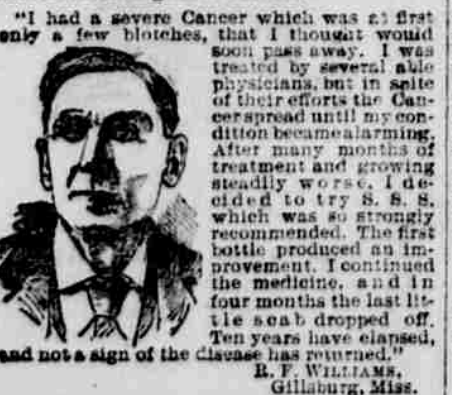 "I had a severe Cancer which was at first
only a few blotches, that I thought would
soon pass away. I was
treated by several able
physicians, but in spite
of their efforts the Can-
cer spread until my con-
dition became alarming.
After many months of
treatment and growing
steadily worse, I de-
cided to try S. S. S.
which was so strongly
recommended. The first
bottle produced an im-
provement. I continued
the medicine, and in
four months the last lit-
tle scab dropped off.
Ten years have elapsed,
and not a sign of the disease has returned."
R. F. WILLIAMS,
Gillsburg, Miss.